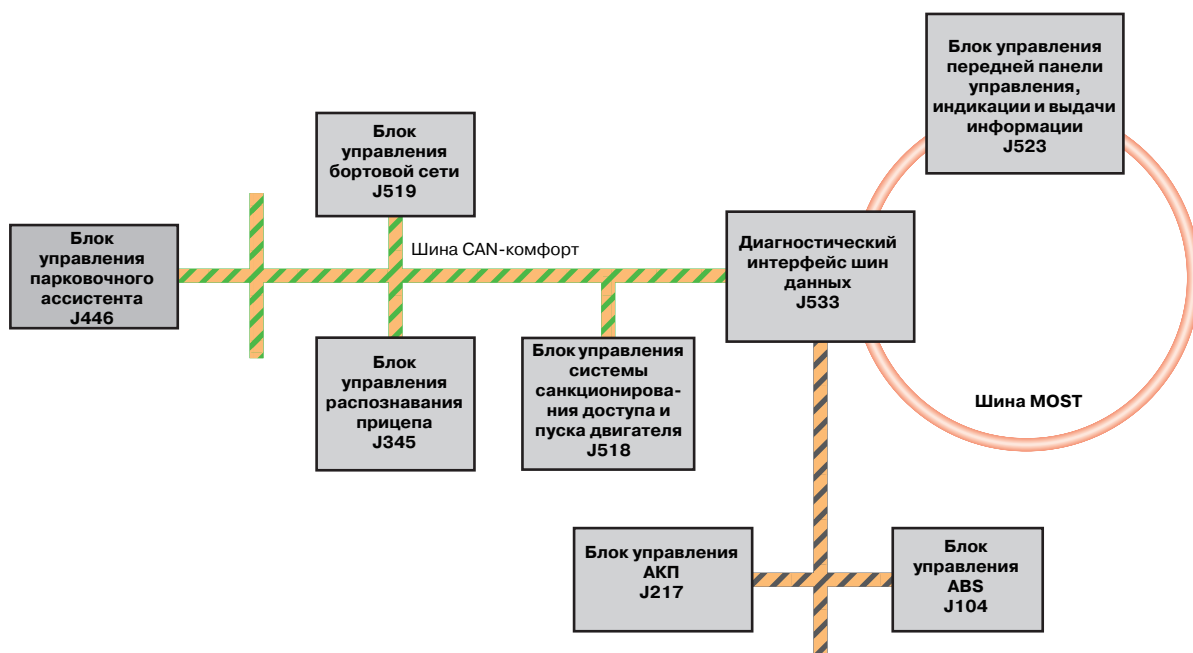 Блок управления
передней панели
управления,
индикации и выдачи
информации
J523
Блок
управления
бортовой сети
J519
Блок
управления
парковочного
ассистента
J446
Шина CAN-комфорт
Диагностический
интерфейс шин
данных
J533
Блок
управления
распознавания
прицепа
J345
Блок управления
системы
санкционирова-
ния доступа и
пуска двигателя
J518
Шина MOST
Блок управления
АКП
J217
Блок
управления
ABS
J104